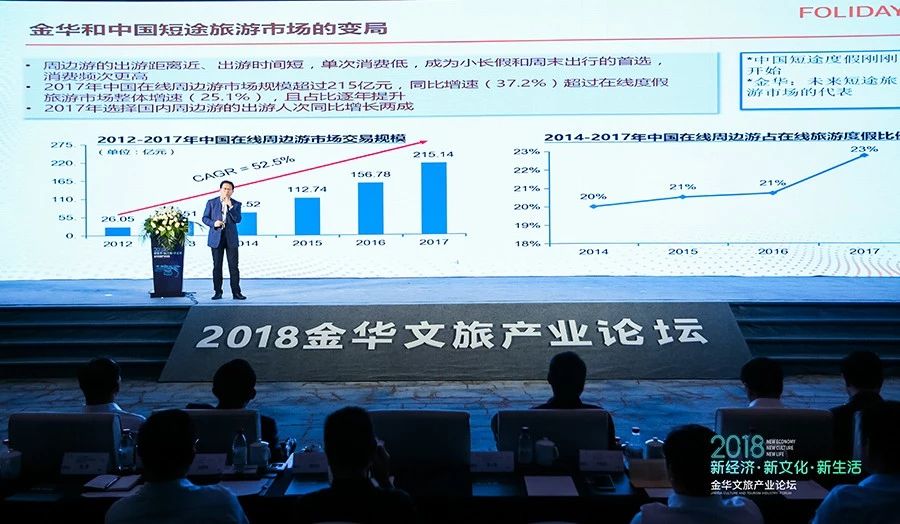 金华和中国短途旅游市场的变局
FOLIDAY
• 周边游的出游距离近、出游时间短,单次消费低,成为小长假和周末出行的首选,
消费频次更高
• 2017年中国在线周边游市场规模超过215亿元,同比增速(37.2%)超过在线度假
旅游市场整体增速(25.1%),且占比逐年提升
• 2017年选择国内周边游的出游人次同比增长两成
*中国短途度假刚刚
开始
*金华:未来短途旅
游市场的代表
2012-2017年中国在线周边游市场交易规模
(单位:亿元)
275
220
165
110
55
0
CAGR = 52.5%
26.05
51
.52
112.74
156.78
215.14
2012
13
14
2015
2016
2017
2014-2017年中国在线周边游占在线旅游度假比
23%
22%
21%
20%
19%
18%
20%
21%
21%
23%
2014
2015
2016
2017
2018金华文旅产业论坛
2018
NEW ECONOMY
NEW CULTURE
NEW LIFE
新经济·新文化·新生活
金华文旅产业论坛
JINHUA CULTURE AND TOURISM INDUSTRY FORUM